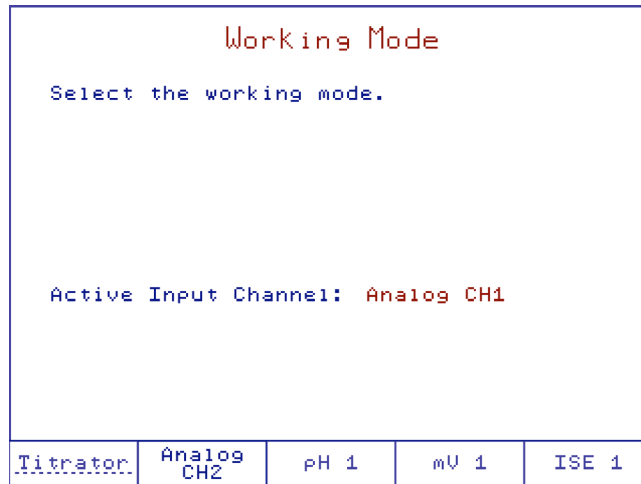 Working Mode
Select the working mode.
Active Input Channel: Analog CH1
Titrator
Analog
CH2
pH 1
mV 1
ISE 1